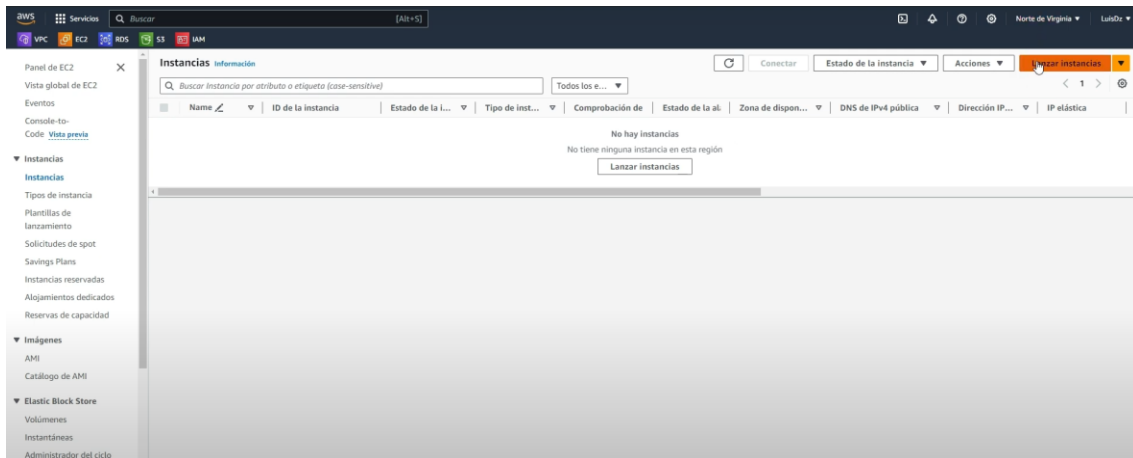 aws Servicios Buscar [Alt+S] Norte de Virginia LuisDz
VPC EC2 RDS S3 IAM
Panel de EC2
Vista global de EC2
Eventos
Console-to-
Code Vista previa
Instancias
Instancias
Tipos de instancia
Plantillas de
lanzamiento
Solicitudes de spot
Savings Plans
Instancias reservadas
Alojamientos dedicados
Reservas de capacidad
Imágenes
AMI
Catálogo de AMI
Elastic Block Store
Volúmenes
Instantáneas
Administrador del ciclo
Instancias Información Conectar Estado de la instancia Acciones Lanzar instancias
Buscar Instancia por atributo o etiqueta (case-sensitive) Todos los e... 1
Name ID de la instancia Estado de la i... Tipo de inst... Comprobación de Estado de la al Zona de dispon... DNS de IPv4 pública Dirección IP... IP elástica
No hay instancias
No tiene ninguna instancia en esta región
Lanzar instancias